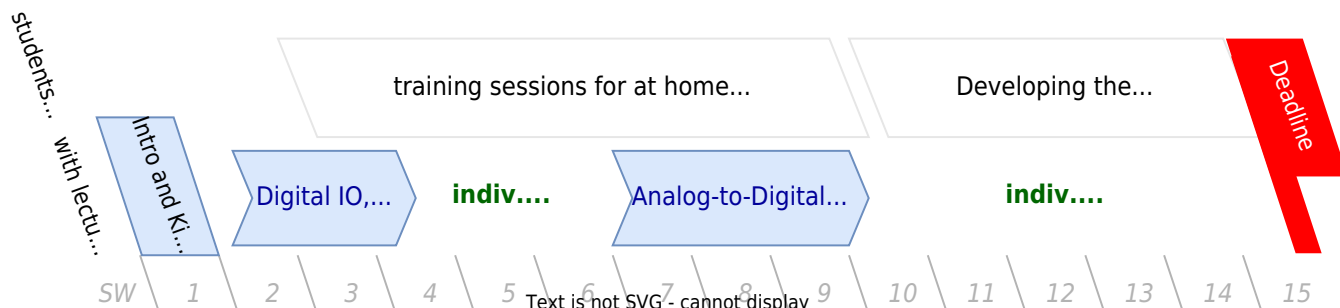 students...
with lectu...
training sessions for at home...
Developing the...
Deadline
Intro and Ki...
Digital IO,...
indiv....
Analog-to-Digital...
indiv....
SW 1 2 3 4 5 6 7 8 9 10 11 12 13 14 15
Text is not SVG - cannot display